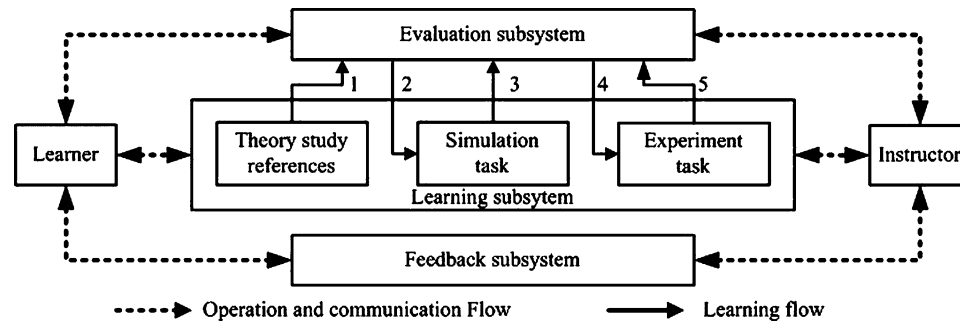 Evaluation subsystem
1 2 3 4 5
Learner
Theory study
references
Simulation
task
Experiment
task
Instructor
Learning subsytem
Feedback subsystem
Operation and communication Flow
Learning flow